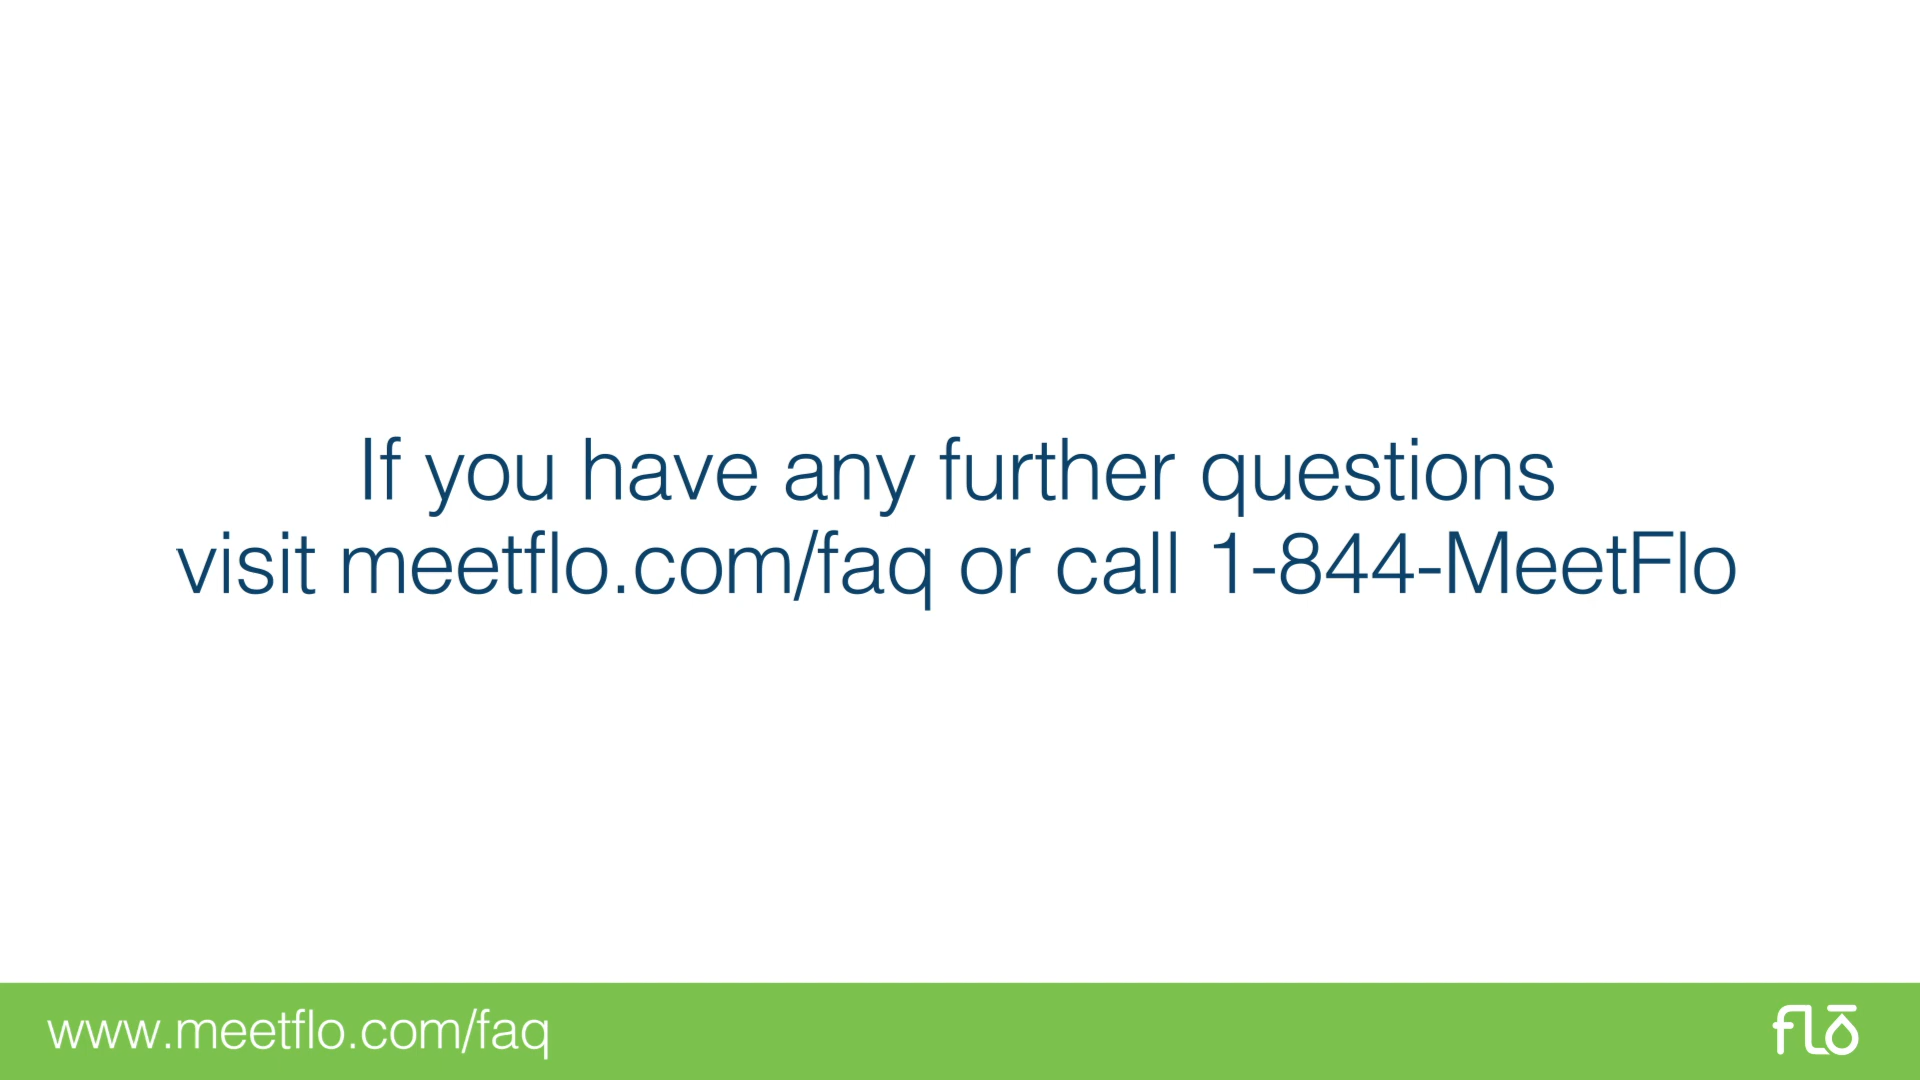 If you have any further questions
visit meetflo.com/faq or call 1-844-MeetFlo
www.meetflo.com/faq
flō